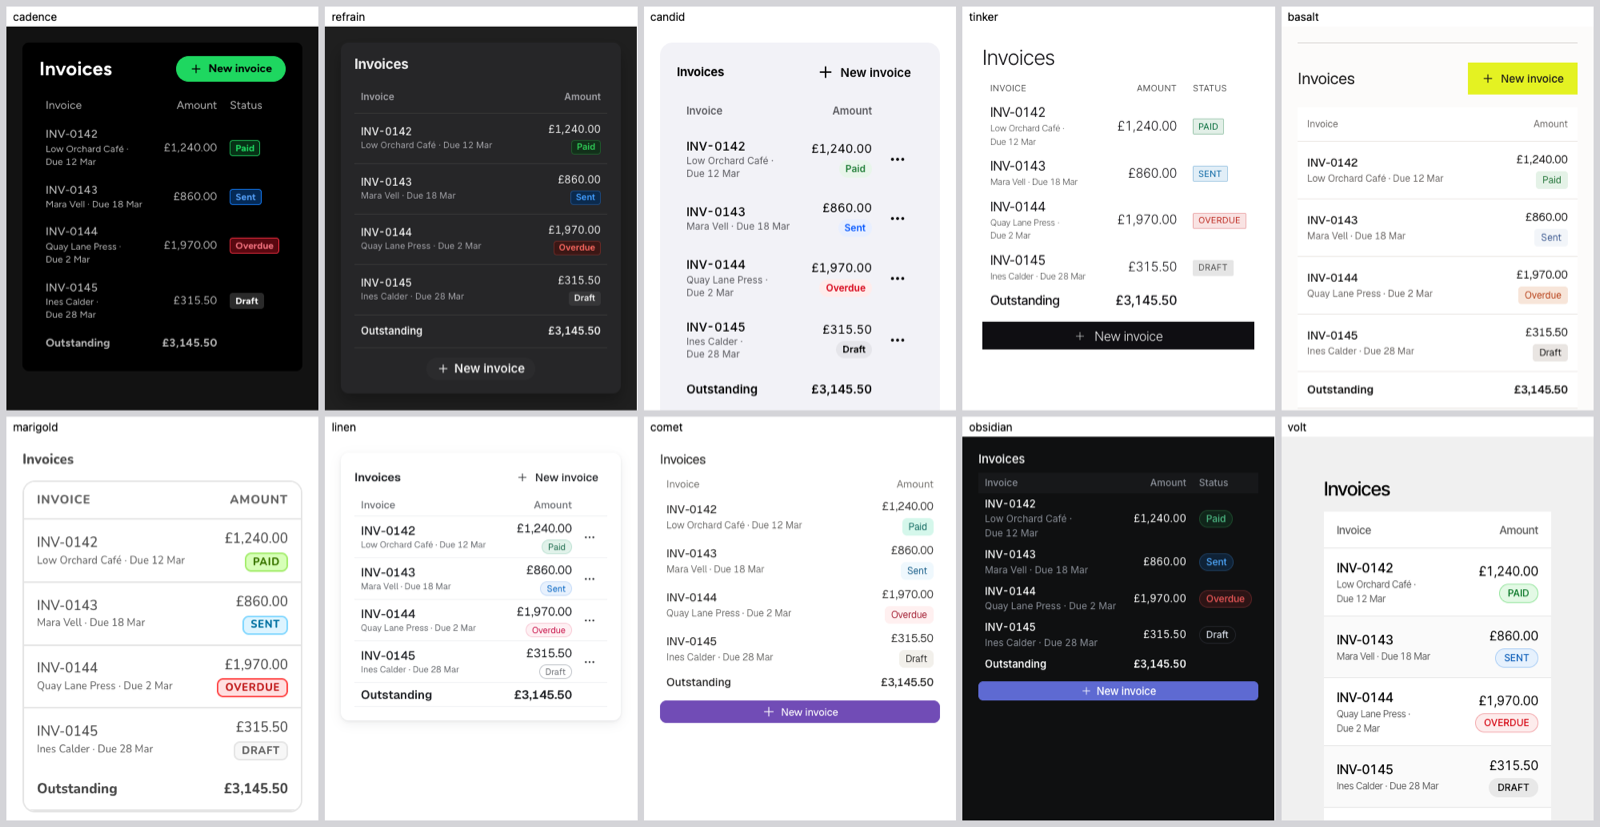 cadence
Invoices
+ New invoice
Invoice Amount Status
INV-0142
Low Orchard Café ·
Due 12 Mar
£1,240.00 Paid
INV-0143
Mara Vell · Due 18 Mar
£860.00 Sent
INV-0144
Quay Lane Press ·
Due 2 Mar
£1,970.00 Overdue
INV-0145
Ines Calder ·
Due 28 Mar
£315.50 Draft
Outstanding £3,145.50
refrain
Invoices
Invoice Amount
INV-0142 £1,240.00
Low Orchard Café · Due 12 Mar Paid
INV-0143 £860.00
Mara Vell · Due 18 Mar Sent
INV-0144 £1,970.00
Quay Lane Press · Due 2 Mar Overdue
INV-0145 £315.50
Ines Calder · Due 28 Mar Draft
Outstanding £3,145.50
+ New invoice
candid
Invoices + New invoice
Invoice Amount
INV-0142 £1,240.00
Low Orchard Café ·
Due 12 Mar
Paid
INV-0143 £860.00
Mara Vell · Due 18 Mar Sent
INV-0144 £1,970.00
Quay Lane Press ·
Due 2 Mar
Overdue
INV-0145 £315.50
Ines Calder ·
Due 28 Mar
Draft
Outstanding £3,145.50
tinker
Invoices
INVOICE AMOUNT STATUS
INV-0142
Low Orchard Café ·
Due 12 Mar
£1,240.00 PAID
INV-0143
Mara Vell · Due 18 Mar
£860.00 SENT
INV-0144
Quay Lane Press ·
Due 2 Mar
£1,970.00 OVERDUE
INV-0145
Ines Calder · Due 28 Mar
£315.50 DRAFT
Outstanding £3,145.50
+ New invoice
basalt
Invoices + New invoice
Invoice Amount
INV-0142 £1,240.00
Low Orchard Café · Due 12 Mar Paid
INV-0143 £860.00
Mara Vell · Due 18 Mar Sent
INV-0144 £1,970.00
Quay Lane Press · Due 2 Mar Overdue
INV-0145 £315.50
Ines Calder · Due 28 Mar Draft
Outstanding £3,145.50
marigold
Invoices
INVOICE AMOUNT
INV-0142 £1,240.00
Low Orchard Café · Due 12 Mar PAID
INV-0143 £860.00
Mara Vell · Due 18 Mar SENT
INV-0144 £1,970.00
Quay Lane Press · Due 2 Mar OVERDUE
INV-0145 £315.50
Ines Calder · Due 28 Mar DRAFT
Outstanding £3,145.50
linen
Invoices + New invoice
Invoice Amount
INV-0142 £1,240.00
Low Orchard Café · Due 12 Mar Paid
INV-0143 £860.00
Mara Vell · Due 18 Mar Sent
INV-0144 £1,970.00
Quay Lane Press · Due 2 Mar Overdue
INV-0145 £315.50
Ines Calder · Due 28 Mar Draft
Outstanding £3,145.50
comet
Invoices
Invoice Amount
INV-0142 £1,240.00
Low Orchard Café · Due 12 Mar Paid
INV-0143 £860.00
Mara Vell · Due 18 Mar Sent
INV-0144 £1,970.00
Quay Lane Press · Due 2 Mar Overdue
INV-0145 £315.50
Ines Calder · Due 28 Mar Draft
Outstanding £3,145.50
+ New invoice
obsidian
Invoices
Invoice Amount Status
INV-0142
Low Orchard Café ·
Due 12 Mar
£1,240.00 Paid
INV-0143
Mara Vell · Due 18 Mar
£860.00 Sent
INV-0144
Quay Lane Press · Due 2 Mar
£1,970.00 Overdue
INV-0145
Ines Calder · Due 28 Mar
£315.50 Draft
Outstanding £3,145.50
+ New invoice
volt
Invoices
Invoice Amount
INV-0142 £1,240.00
Low Orchard Café ·
Due 12 Mar
PAID
INV-0143 £860.00
Mara Vell · Due 18 Mar SENT
INV-0144 £1,970.00
Quay Lane Press ·
Due 2 Mar
OVERDUE
INV-0145 £315.50
Ines Calder · Due 28 Mar DRAFT